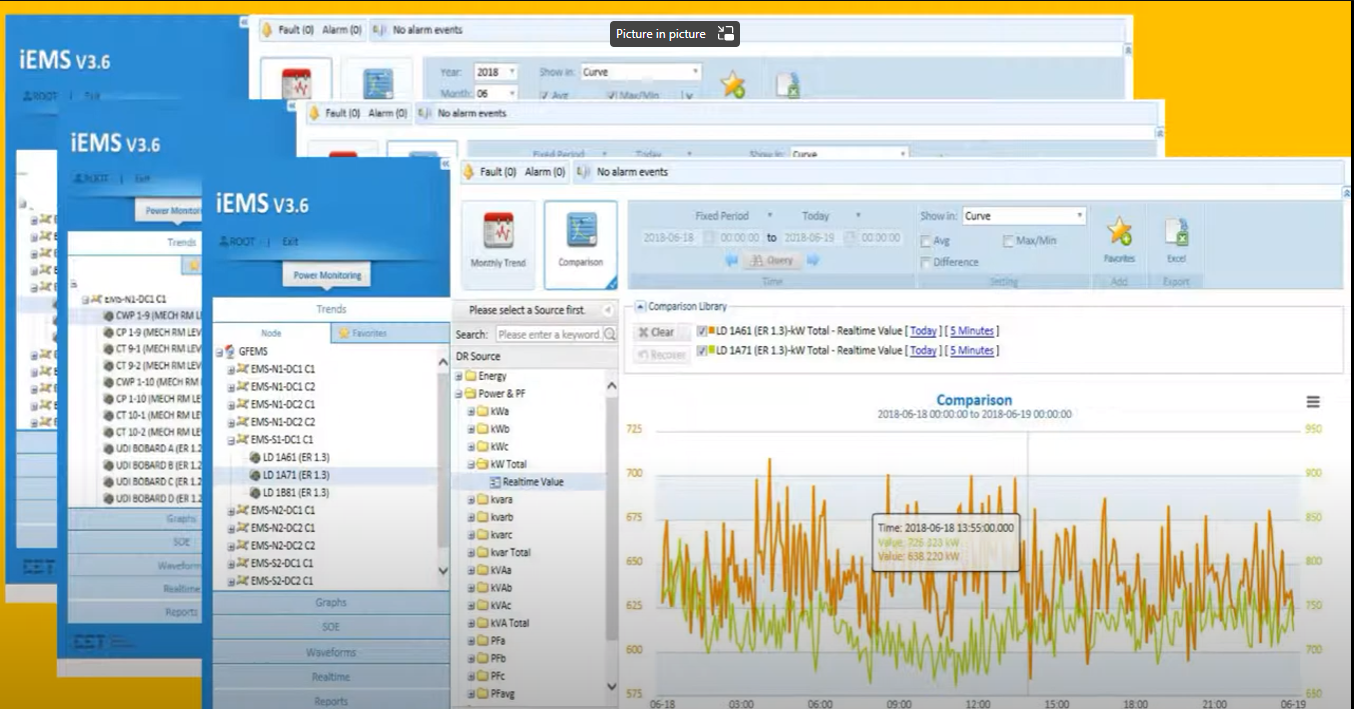 Picture in picture
iEMS V3.6
ROOT | Exit
Fault (0) Alarm (0) No alarm events
Year: 2018 Show in: Curve
Month: 06 Avg Max/Min
iEMS V3.6
ROOT | Exit
Fault (0) Alarm (0) No alarm events
Fixed Period Today Show in: Curve
Power Monitori
Trends
EMS-N1-DC1 C1
CWP 1-9 (MECH RM L
CP 1-9 (MECH RM LEV
CT 9-1 (MECH RM LEV
CT 9-2 (MECH RM LEV
CWP 1-10 (MECH RM
CP 1-10 (MECH RM LE
CT 10-1 (MECH RM LE
CT 10-2 (MECH RM LE
UDI BOBARD A (ER 1.2
UDI BOBARD B (ER 1.2
UDI BOBARD C (ER 1.2
UDI BOBARD D (ER 1.2
Graphs
SOE
Waveform
Realtime
Reports
iEMS V3.6
ROOT | Exit
Power Monitoring
Trends
Node Favorites
GFEMS
EMS-N1-DC1 C1
EMS-N1-DC1 C2
EMS-N1-DC2 C1
EMS-N1-DC2 C2
EMS-S1-DC1 C1
LD 1A61 (ER 1.3)
LD 1A71 (ER 1.3)
LD 1B81 (ER 1.3)
EMS-N2-DC1 C1
EMS-N2-DC2 C1
EMS-N2-DC2 C2
EMS-S2-DC1 C1
EMS-S2-DC2 C1
Graphs
SOE
Waveforms
Realtime
Reports
Fault (0) Alarm (0) No alarm events
Monthly Trend
Comparison
Fixed Period Today
2018-06-18 00:00:00 to 2018-06-19 00:00:00
Query
Time
Show in: Curve
Avg Max/Min
Difference
Setting
Favorites
Add
Excel
Export
Please select a Source first.
Search: Please enter a keyword.
DR Source
Energy
Power & PF
kWa
kWb
kWc
kW Total
Realtime Value
kvara
kvarb
kvarc
kvar Total
kVAa
kVAb
kVAc
kVA Total
PFa
PFb
PFc
PFavg
Comparison Library
Clear
Recover
LD 1A61 (ER 1.3)-kW Total - Realtime Value [ Today ] [ 5 Minutes ]
LD 1A71 (ER 1.3)-kW Total - Realtime Value [ Today ] [ 5 Minutes ]
Comparison
2018-06-18 00:00:00 to 2018-06-19 00:00:00
725 950
700 900
675 850
650 800
625 750
600 700
575 650
Time: 2018-06-18 13:55:00.000
Value: 726.323 kW
Value: 638.220 kW
06-18 03:00 06:00 09:00 12:00 15:00 18:00 21:00 06-19